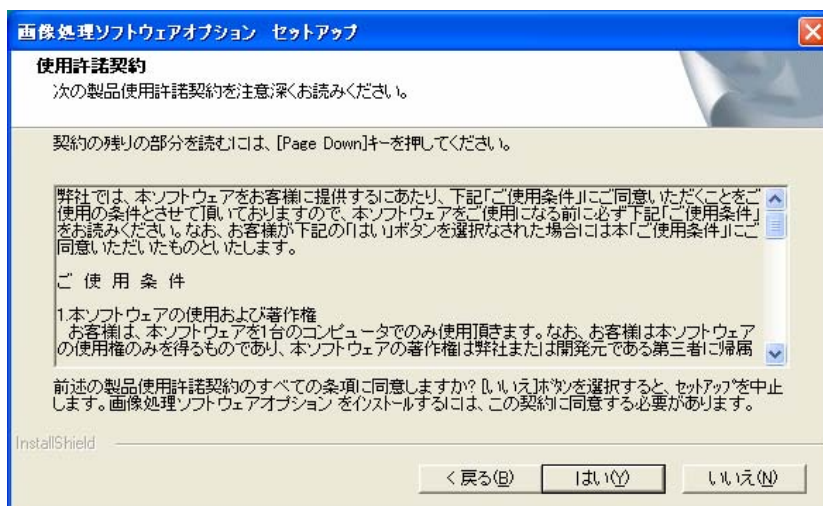 画像処理ソフトウェアオプション セットアップ
使用許諾契約
次の製品使用許諾契約を注意深くお読みください。
契約の残りの部分を読むには、[Page Down]キーを押してください。
弊社では、本ソフトウェアをお客様に提供するにあたり、下記「ご使用条件」にご同意いただくことをご
使用の条件とさせて頂いておりますので、本ソフトウェアをご使用になる前に必ず下記「ご使用条件」
をお読みください。なお、お客様が下記の「はい」ボタンを選択なされた場合には本「ご使用条件」にご
同意いただいたものといたします。
ご 使 用 条 件
1.本ソフトウェアの使用および著作権
お客様は、本ソフトウェアを1台のコンピュータでのみ使用頂きます。なお、お客様は本ソフトウェア
の使用権のみを得るものであり、本ソフトウェアの著作権は弊社または開発元である第三者に帰属
前述の製品使用許諾契約のすべての条項に同意しますか? [いいえ]ボタンを選択すると、セットアップを中止
します。画像処理ソフトウェアオプション をインストールするには、この契約に同意する必要があります。
InstallShield
< 戻る(B) はい(Y) いいえ(N)